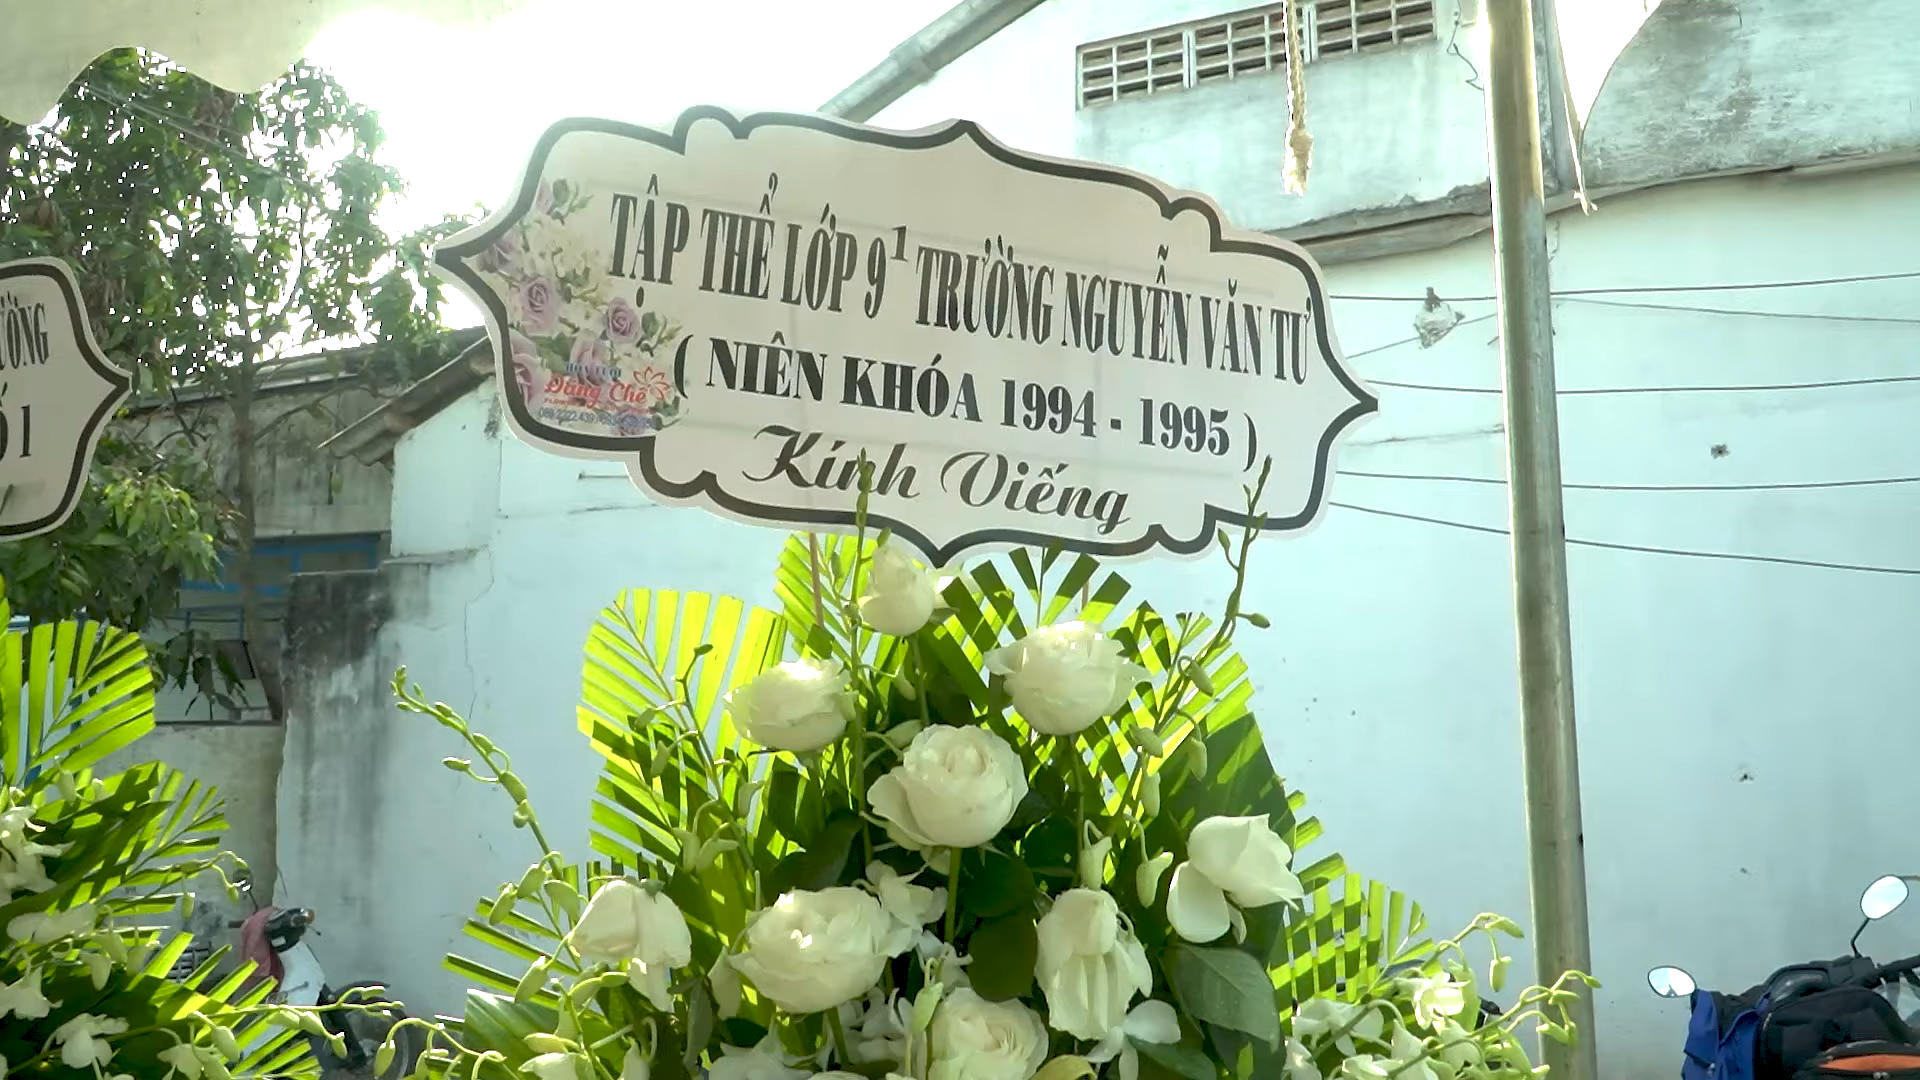 TẬP THỂ LỚP 9¹ TRƯỜNG NGUYỄN VĂN TƯ
( NIÊN KHÓA 1994 - 1995 )
Kính Viếng